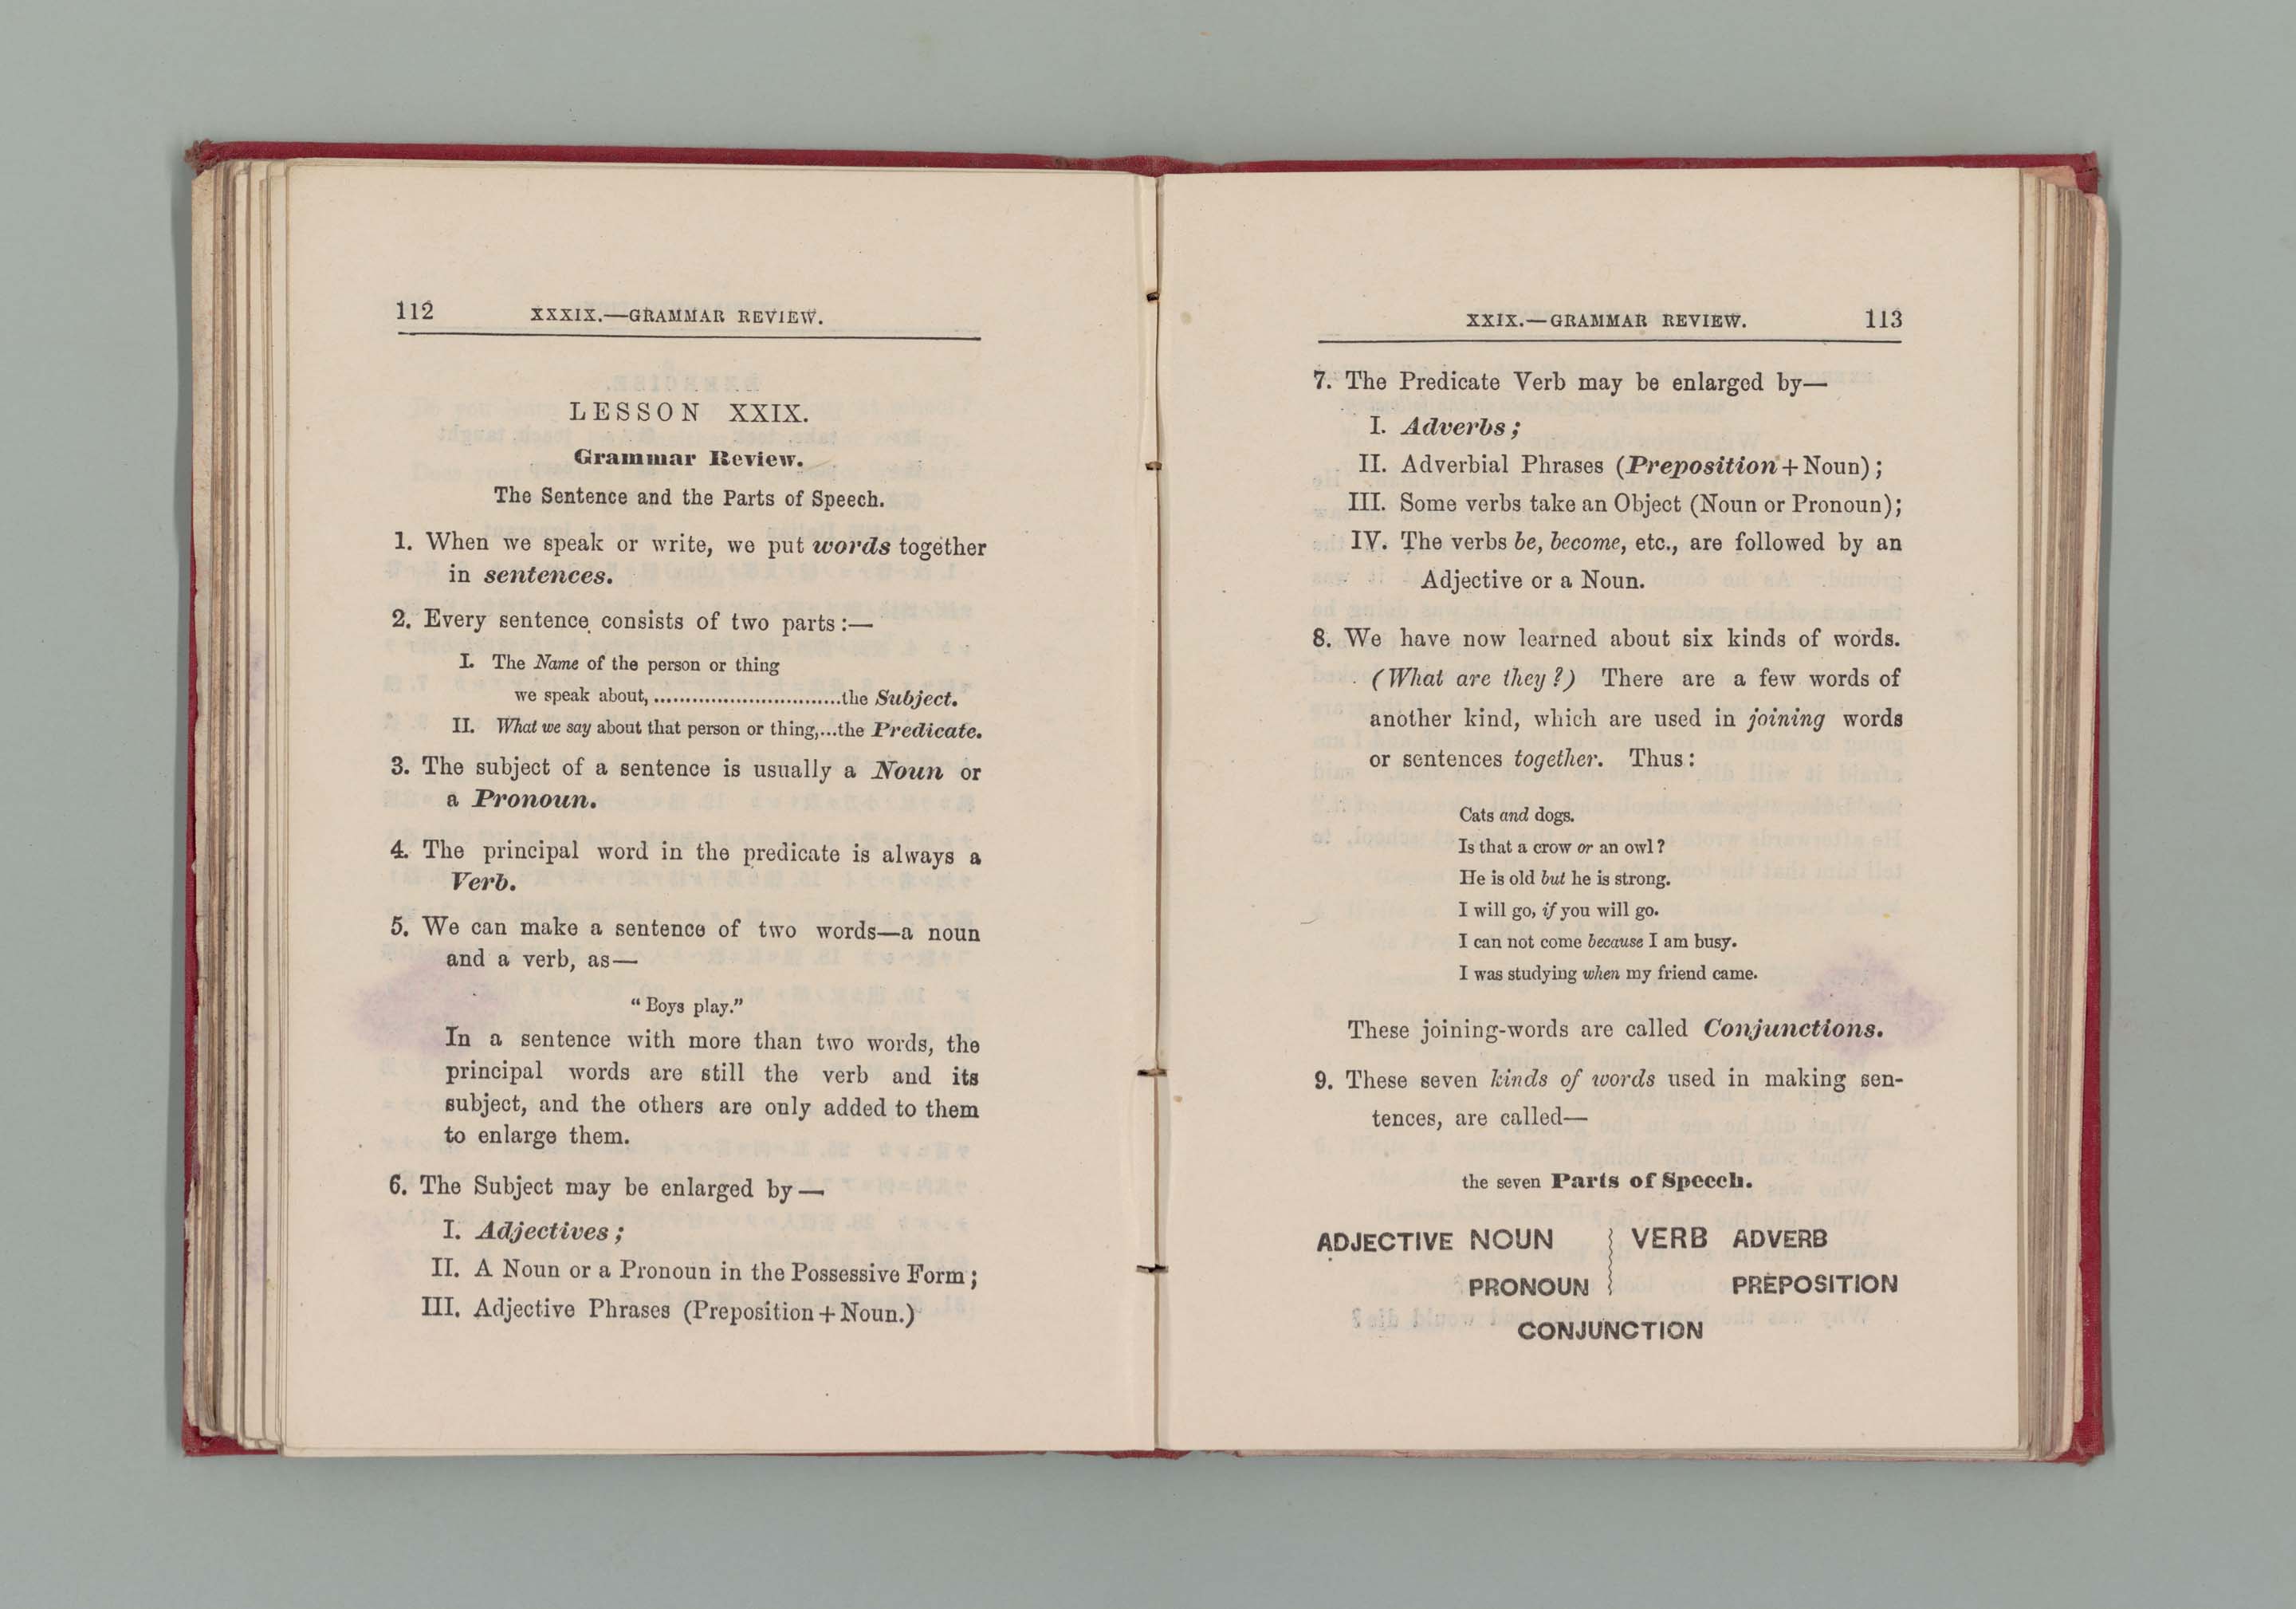 112 XXXIX.—GRAMMAR REVIEW.
LESSON XXIX.
Grammar Review.
The Sentence and the Parts of Speech.
1. When we speak or write, we put words together
in sentences.
2. Every sentence consists of two parts:—
I. The Name of the person or thing
we speak about, ..............................the Subject.
II. What we say about that person or thing,...the Predicate.
3. The subject of a sentence is usually a Noun or
a Pronoun.
4. The principal word in the predicate is always a
Verb.
5. We can make a sentence of two words—a noun
and a verb, as—
"Boys play."
In a sentence with more than two words, the
principal words are still the verb and its
subject, and the others are only added to them
to enlarge them.
6. The Subject may be enlarged by—
I. Adjectives;
II. A Noun or a Pronoun in the Possessive Form;
III. Adjective Phrases (Preposition+Noun.)
XXIX.—GRAMMAR REVIEW. 113
7. The Predicate Verb may be enlarged by—
I. Adverbs;
II. Adverbial Phrases (Preposition+Noun);
III. Some verbs take an Object (Noun or Pronoun);
IV. The verbs be, become, etc., are followed by an
Adjective or a Noun.
8. We have now learned about six kinds of words.
(What are they?) There are a few words of
another kind, which are used in joining words
or sentences together. Thus:
Cats and dogs.
Is that a crow or an owl?
He is old but he is strong.
I will go, if you will go.
I can not come because I am busy.
I was studying when my friend came.
These joining-words are called Conjunctions.
9. These seven kinds of words used in making sen-
tences, are called—
the seven Parts of Speech.
ADJECTIVE NOUN VERB ADVERB
PRONOUN PREPOSITION
CONJUNCTION